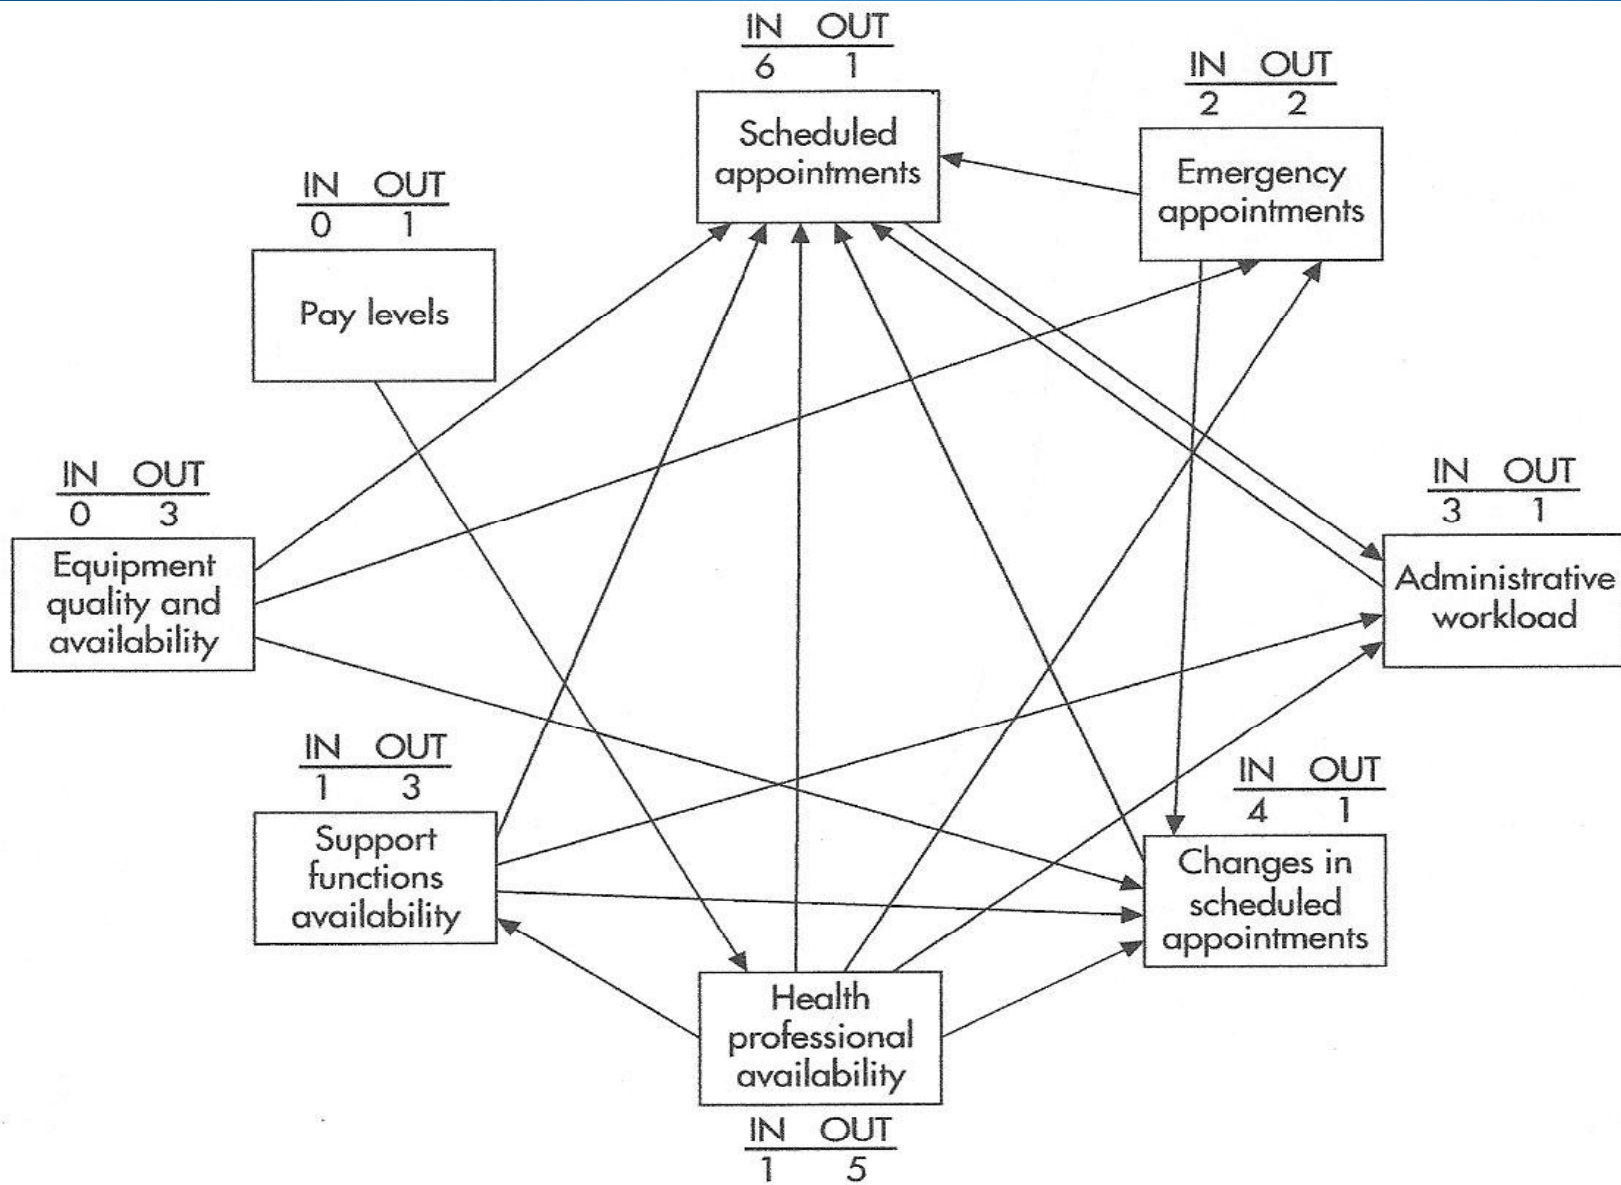 IN OUT
6 1
Scheduled
appointments
IN OUT
2 2
Emergency
appointments
IN OUT
0 1
Pay levels
IN OUT
0 3
Equipment
quality and
availability
IN OUT
3 1
Administrative
workload
IN OUT
1 3
Support
functions
availability
IN OUT
4 1
Changes in
scheduled
appointments
Health
professional
availability
IN OUT
1 5